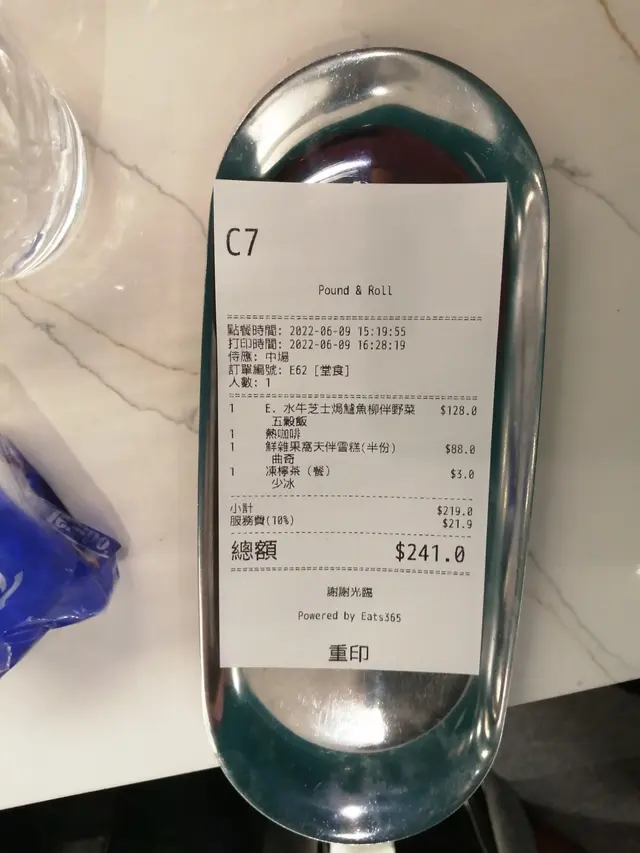 C7
Pound & Roll
點餐時間: 2022-06-09 15:19:55
打印時間: 2022-06-09 16:28:19
侍應: 中場
訂單編號: E62 [堂食]
人數: 1
1 E. 水牛芝士焗鱸魚柳伴野菜 $128.0
五穀飯
1 熱咖啡
1 鮮雜果窩夫伴雪糕(半份) $88.0
曲奇
1 凍檸茶 (餐) $3.0
少冰
小計 $219.0
服務費(10%) $21.9
總額 $241.0
謝謝光臨
Powered by Eats365
重印